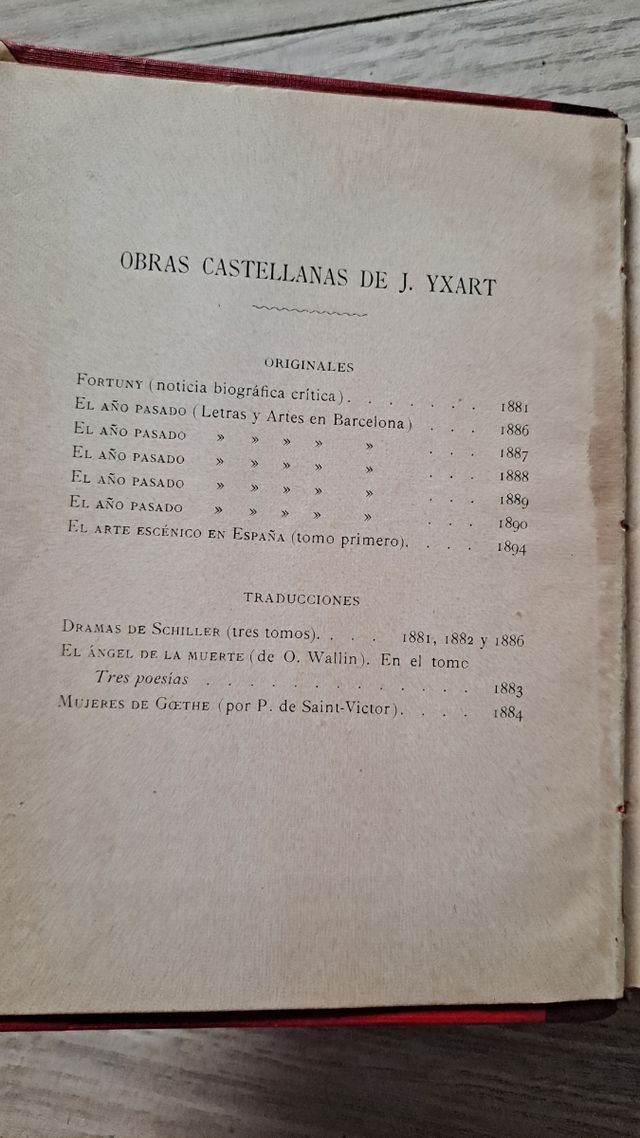 OBRAS CASTELLANAS DE J. YXART
ORIGINALES
FORTUNY (noticia biográfica crítica). . . . . . . 1881
EL AÑO PASADO (Letras y Artes en Barcelona) . . . 1886
EL AÑO PASADO » » » » » . . . 1887
EL AÑO PASADO » » » » » . . . 1888
EL AÑO PASADO » » » » » . . . 1889
EL AÑO PASADO » » » » » . . . 1890
EL ARTE ESCÉNICO EN ESPAÑA (tomo primero). . . . 1894
TRADUCCIONES
DRAMAS DE SCHILLER (tres tomos). . . . 1881, 1882 y 1886
EL ÁNGEL DE LA MUERTE (de O. Wallin). En el tomo
Tres poesías . . . . . . . . . . . . . 1883
MUJERES DE GŒTHE (por P. de Saint-Victor). . . . 1884